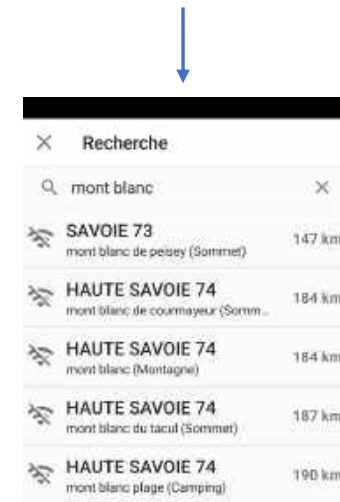 Recherche
mont blanc
SAVOIE 73
mont blanc de peisey (Sommet)
147 km
HAUTE SAVOIE 74
mont blanc de courmayeur (Somm...
184 km
HAUTE SAVOIE 74
mont blanc (Montagne)
184 km
HAUTE SAVOIE 74
mont blanc du tacul (Sommet)
187 km
HAUTE SAVOIE 74
mont blanc plage (Camping)
190 km